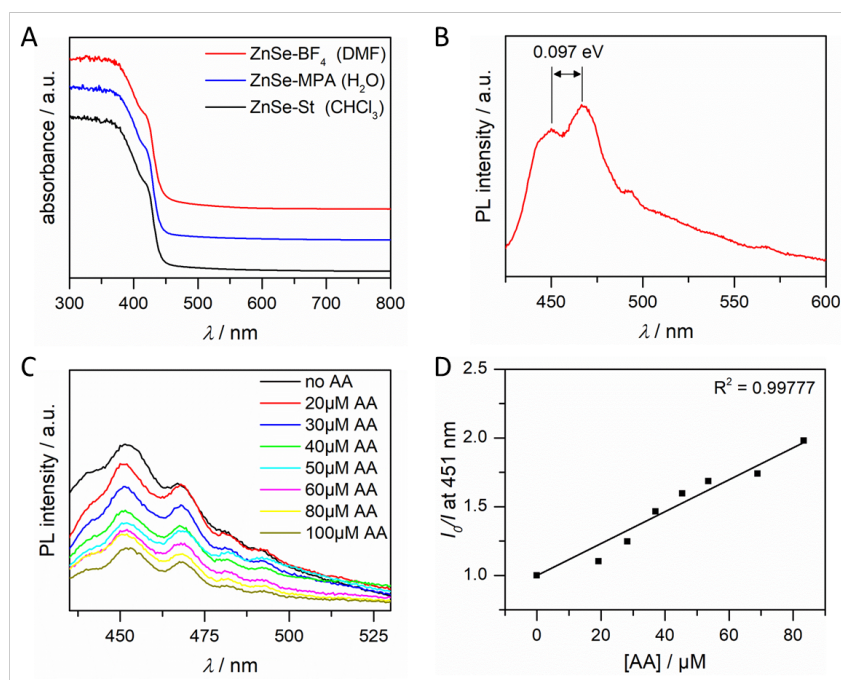 A
ZnSe-BF₄ (DMF)
ZnSe-MPA (H₂O)
ZnSe-St (CHCl₃)
absorbance / a.u.
300 400 500 600 700 800
λ / nm
B
0.097 eV
PL intensity / a.u.
450 500 550 600
λ / nm
C
no AA
20µM AA
30µM AA
40µM AA
50µM AA
60µM AA
80µM AA
100µM AA
PL intensity / a.u.
450 475 500 525
λ / nm
D
R² = 0.99777
I₀/I at 451 nm
2.5
2.0
1.5
1.0
0 20 40 60 80
[AA] / µM